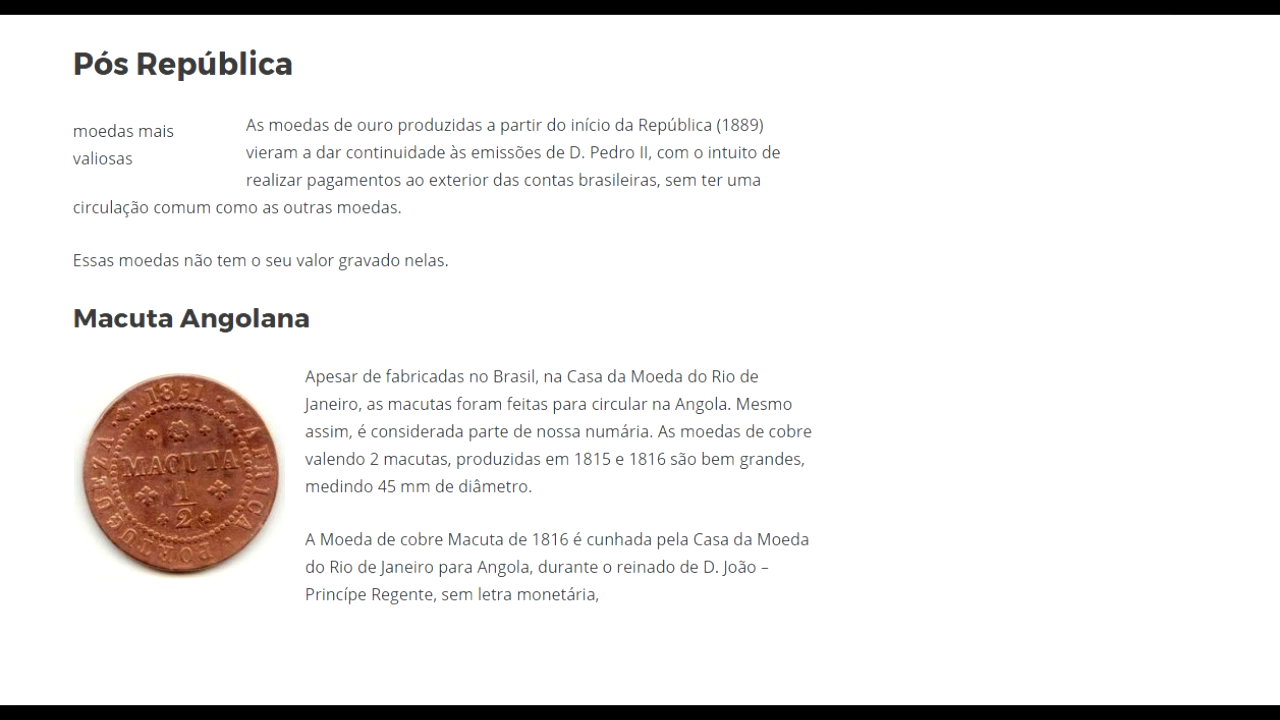 Pós República
moedas mais
valiosas
As moedas de ouro produzidas a partir do início da República (1889)
vieram a dar continuidade às emissões de D. Pedro II, com o intuito de
realizar pagamentos ao exterior das contas brasileiras, sem ter uma
circulação comum como as outras moedas.
Essas moedas não tem o seu valor gravado nelas.
Macuta Angolana
1851 AFRICA PORTUGUEZA
MACUTA
1/2
Apesar de fabricadas no Brasil, na Casa da Moeda do Rio de
Janeiro, as macutas foram feitas para circular na Angola. Mesmo
assim, é considerada parte de nossa numária. As moedas de cobre
valendo 2 macutas, produzidas em 1815 e 1816 são bem grandes,
medindo 45 mm de diâmetro.
A Moeda de cobre Macuta de 1816 é cunhada pela Casa da Moeda
do Rio de Janeiro para Angola, durante o reinado de D. João –
Princípe Regente, sem letra monetária,